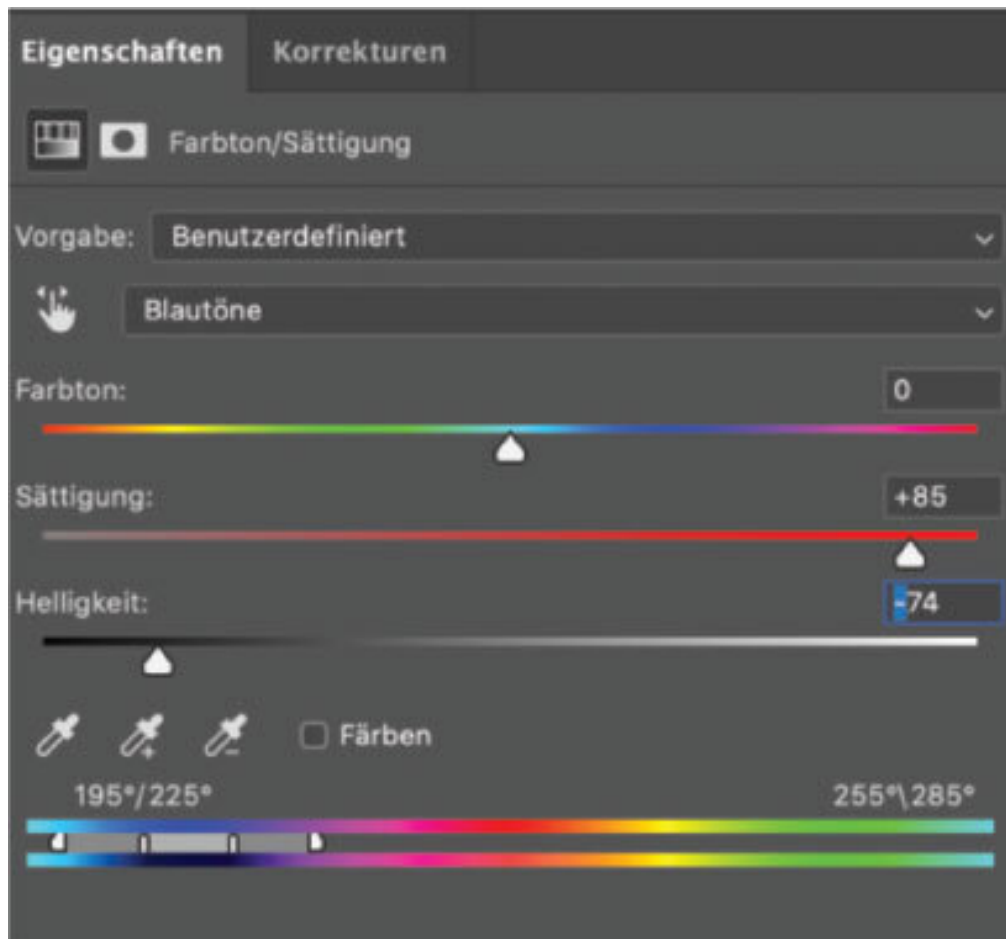 Eigenschaften Korrekturen
Farbton/Sättigung
Vorgabe: Benutzerdefiniert
Blautöne
Farbton: 0
Sättigung: +85
Helligkeit: -74
Färben
195°/225° 255°\285°